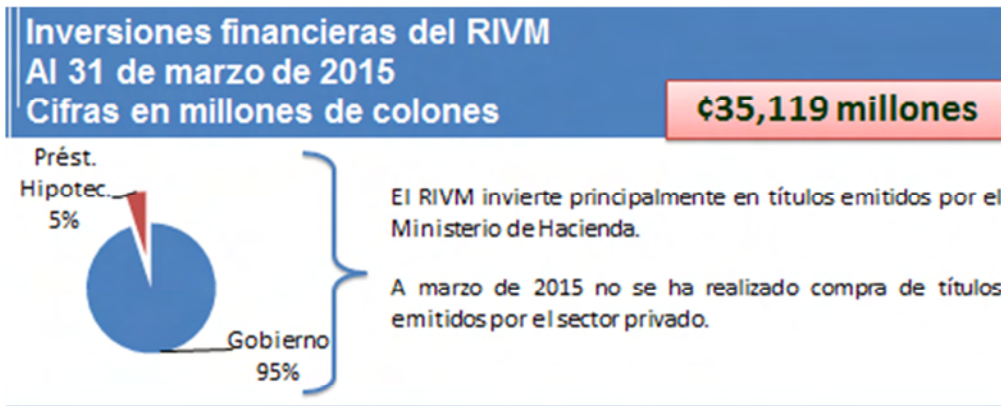 Inversiones financieras del RIVM
Al 31 de marzo de 2015
Cifras en millones de colones
¢35,119 millones
Prést.
Hipotec.
5%
El RIVM invierte principalmente en títulos emitidos por el
Ministerio de Hacienda.
A marzo de 2015 no se ha realizado compra de títulos
emitidos por el sector privado.
Gobierno
95%